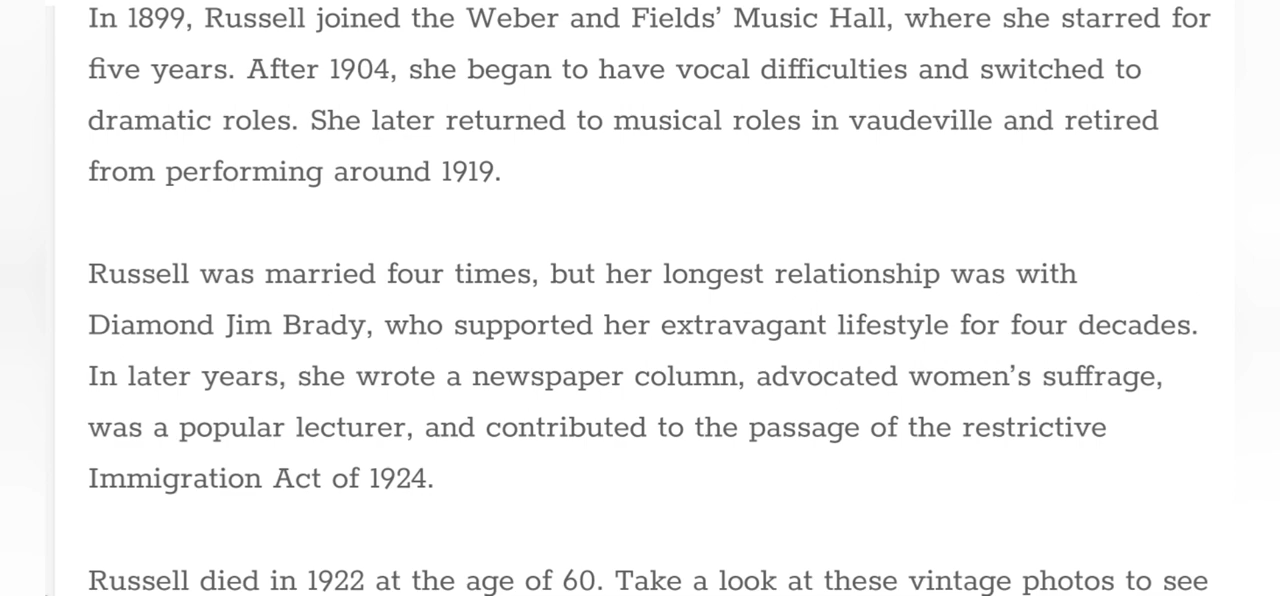 In 1899, Russell joined the Weber and Fields’ Music Hall, where she starred for
five years. After 1904, she began to have vocal difficulties and switched to
dramatic roles. She later returned to musical roles in vaudeville and retired
from performing around 1919.
Russell was married four times, but her longest relationship was with
Diamond Jim Brady, who supported her extravagant lifestyle for four decades.
In later years, she wrote a newspaper column, advocated women’s suffrage,
was a popular lecturer, and contributed to the passage of the restrictive
Immigration Act of 1924.
Russell died in 1922 at the age of 60. Take a look at these vintage photos to see